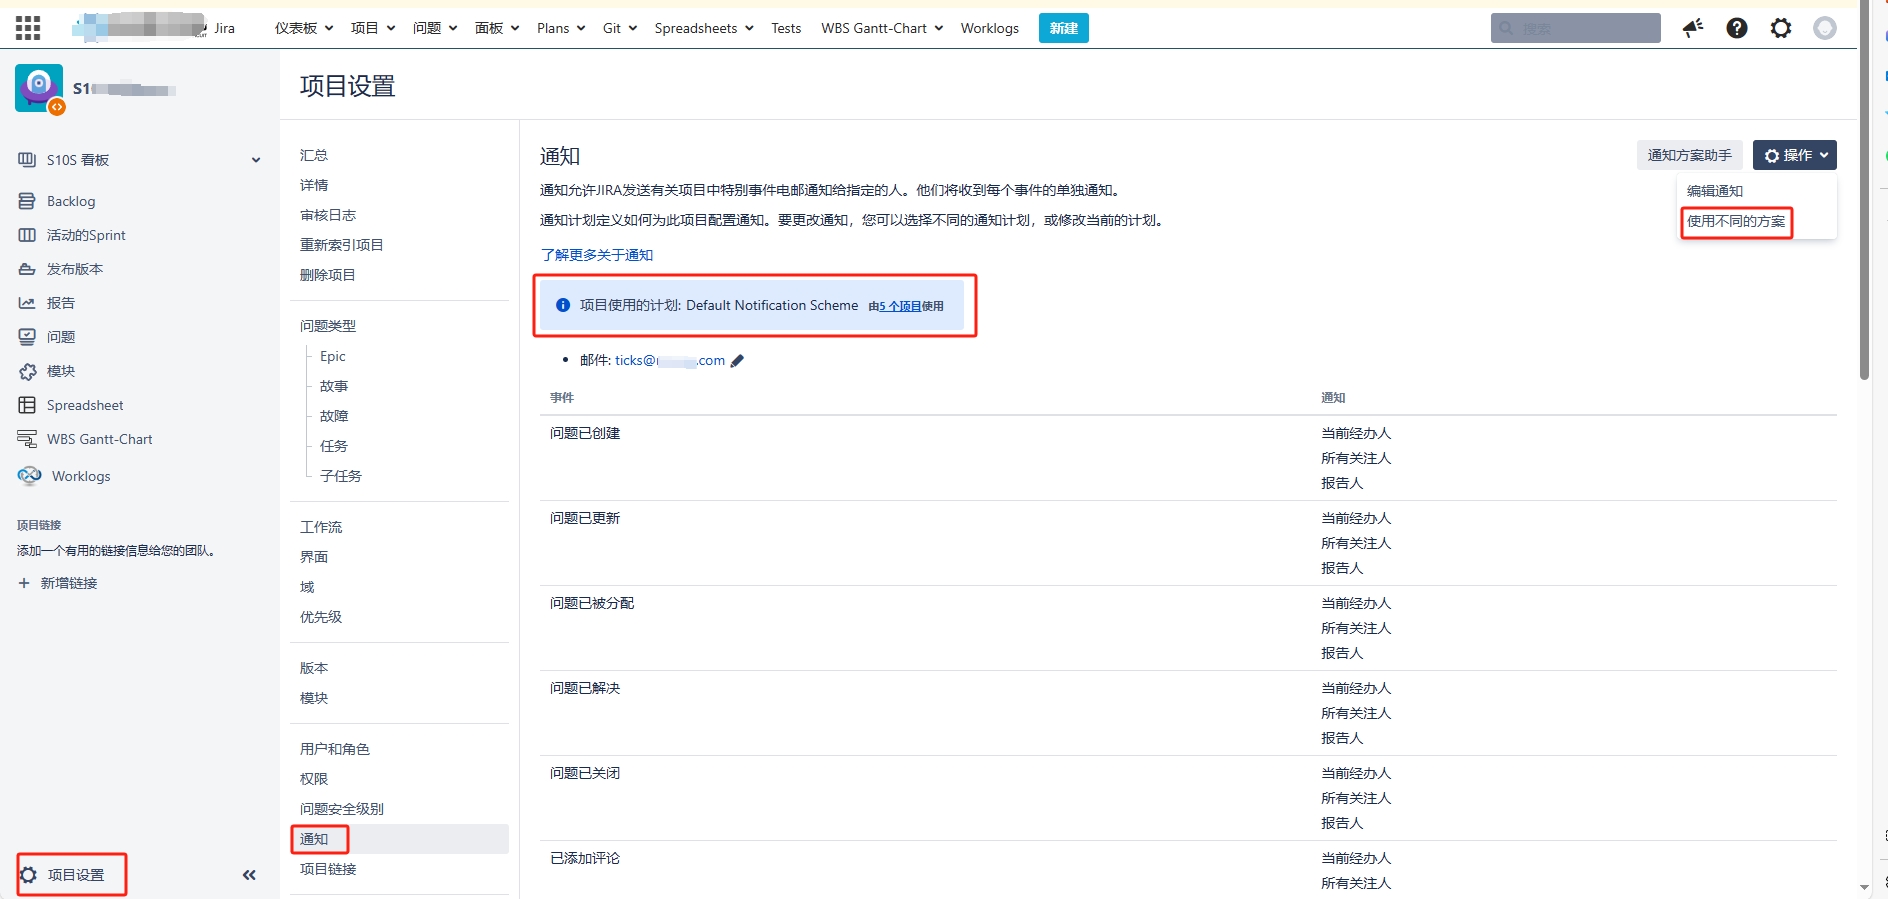 Jira 仪表板 项目 问题 面板 Plans Git Spreadsheets Tests WBS Gantt-Chart Worklogs 新建 搜索
S1
S10S 看板
Backlog
活动的Sprint
发布版本
报告
问题
模块
Spreadsheet
WBS Gantt-Chart
Worklogs
项目链接
添加一个有用的链接信息给您的团队。
新增链接
项目设置
项目设置
汇总
详情
审核日志
重新索引项目
删除项目
问题类型
Epic
故事
故障
任务
子任务
工作流
界面
域
优先级
版本
模块
用户和角色
权限
问题安全级别
通知
项目链接
通知
通知方案助手 操作
编辑通知
使用不同的方案
通知允许JIRA发送有关项目中特别事件电邮通知给指定的人。他们将收到每个事件的单独通知。
通知计划定义如何为此项目配置通知。要更改通知，您可以选择不同的通知计划，或修改当前的计划。
了解更多关于通知
项目使用的计划: Default Notification Scheme 由5 个项目使用
邮件: ticks@ .com
事件 通知
问题已创建 当前经办人
所有关注人
报告人
问题已更新 当前经办人
所有关注人
报告人
问题已被分配 当前经办人
所有关注人
报告人
问题已解决 当前经办人
所有关注人
报告人
问题已关闭 当前经办人
所有关注人
报告人
已添加评论 当前经办人
所有关注人